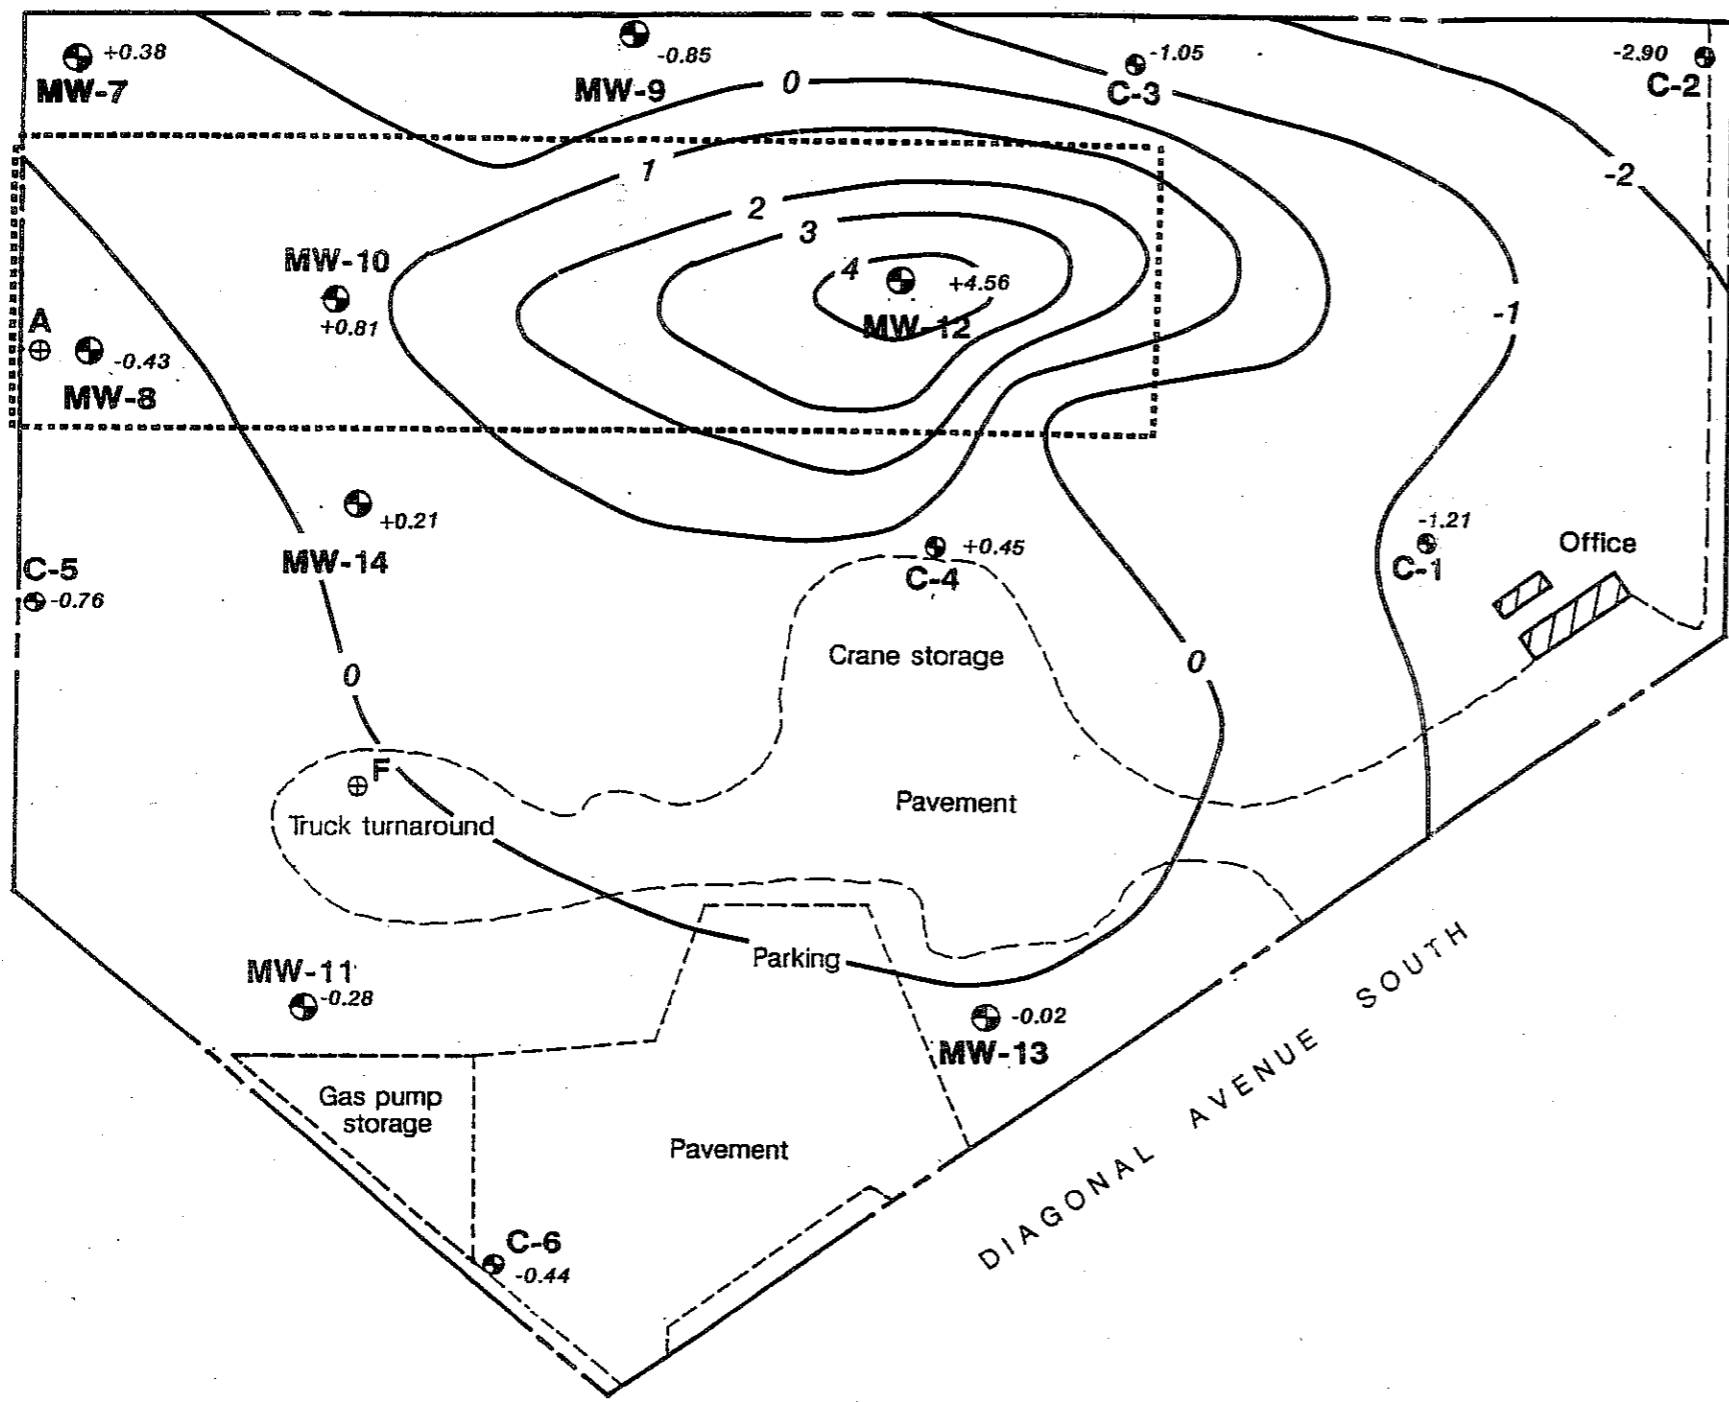 +0.38
MW-7
-0.85
MW-9
0
-1.05
C-3
-2.90
C-2
1
-2
2
3
MW-10
+0.81
4
+4.56
MW-12
-1
A
-0.43
MW-8
+0.21
MW-14
C-5
-0.76
+0.45
C-4
-1.21
C-1
Office
Crane storage
0
0
F
Truck turnaround
Pavement
Parking
MW-11
-0.28
-0.02
MW-13
Gas pump
storage
Pavement
C-6
-0.44
DIAGONAL AVENUE SOUTH